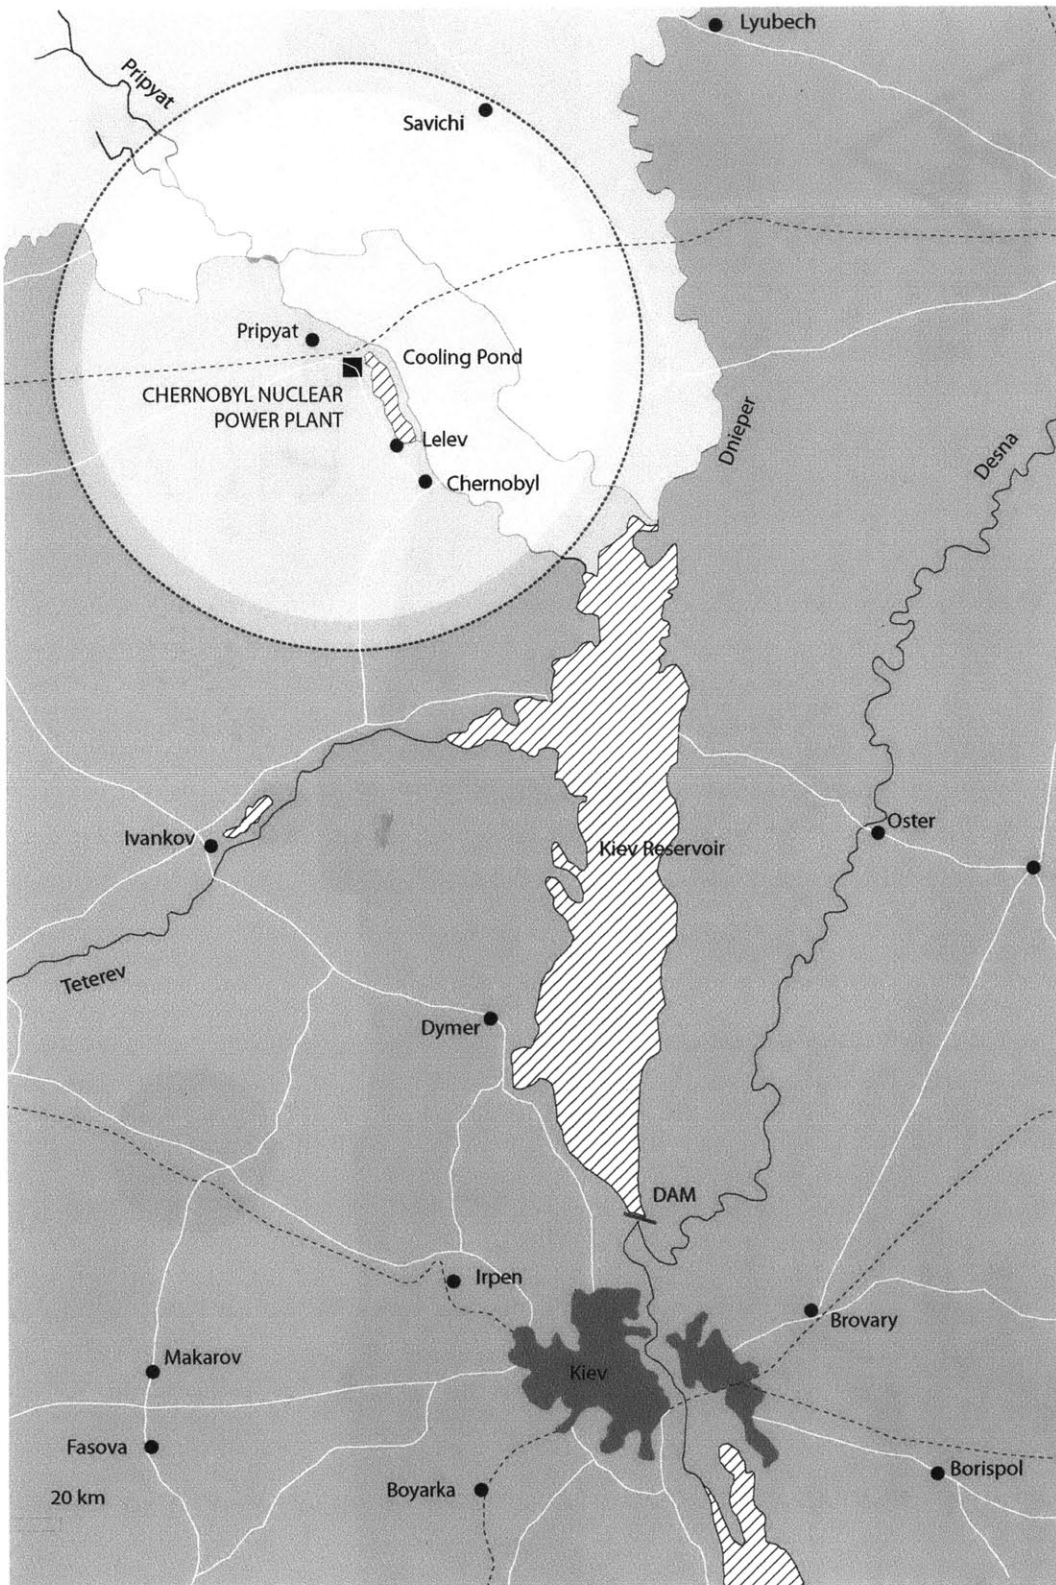 Lyubech
Pripyat
Savichi
Pripyat
Cooling Pond
CHERNOBYL NUCLEAR
POWER PLANT
Lelev
Chernobyl
Dnieper
Desna
Ivankov
Oster
Kiev Reservoir
Teterev
Dymer
DAM
Irpen
Brovary
Makarov
Kiev
Fasova
Borispol
Boyarka
20 km